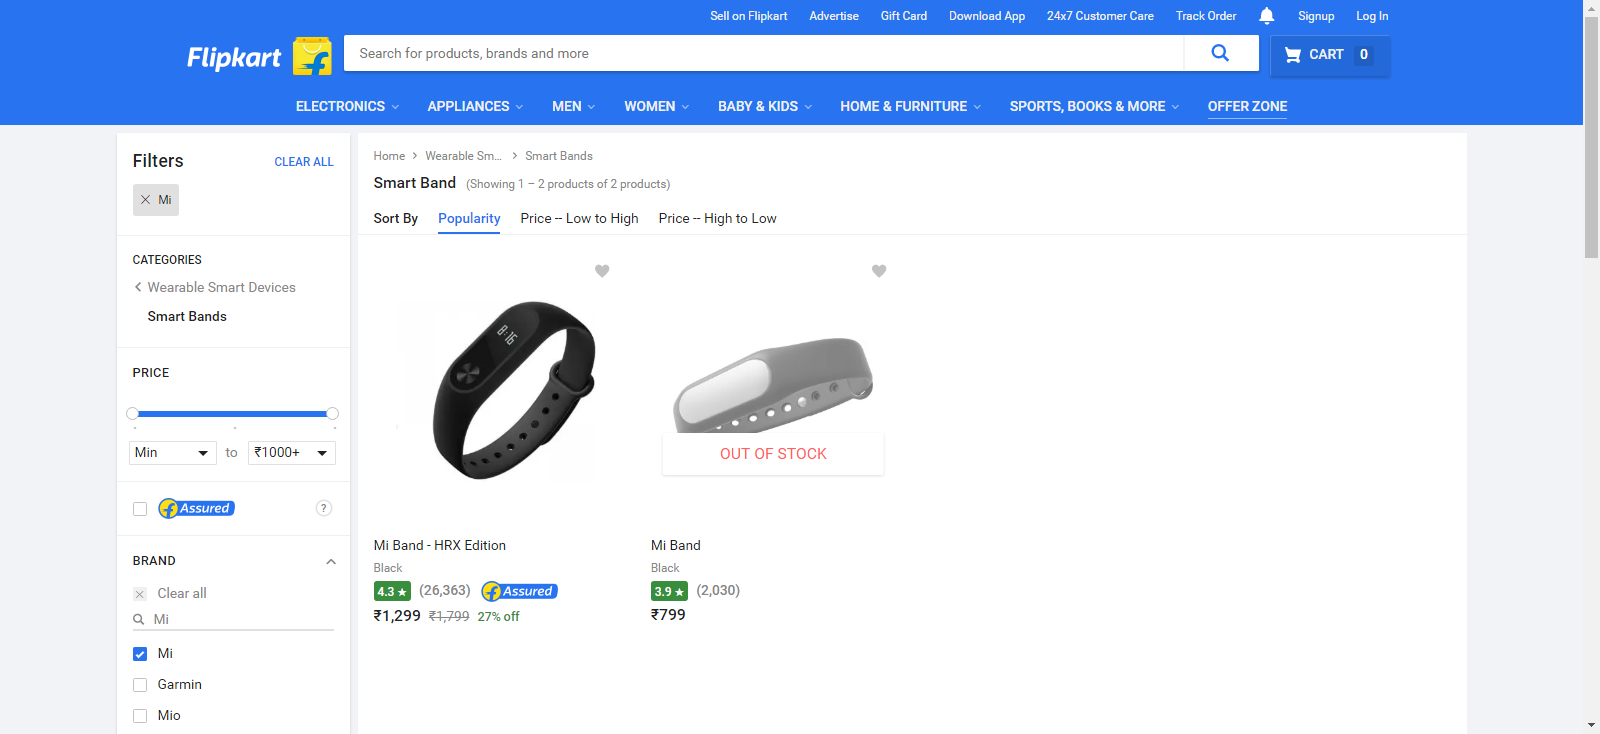 Sell on Flipkart Advertise Gift Card Download App 24x7 Customer Care Track Order Signup Log In
Flipkart
Search for products, brands and more
CART 0
ELECTRONICS APPLIANCES MEN WOMEN BABY & KIDS HOME & FURNITURE SPORTS, BOOKS & MORE OFFER ZONE
Filters CLEAR ALL
Mi
CATEGORIES
Wearable Smart Devices
Smart Bands
PRICE
Min to ₹1000+
Assured ?
BRAND
Clear all
Mi
Mi
Garmin
Mio
Home Wearable Sm... Smart Bands
Smart Band (Showing 1 – 2 products of 2 products)
Sort By Popularity Price -- Low to High Price -- High to Low
8:16
Mi Band - HRX Edition
Black
4.3 ★ (26,363) Assured
₹1,299 ₹1,799 27% off
OUT OF STOCK
Mi Band
Black
3.9 ★ (2,030)
₹799